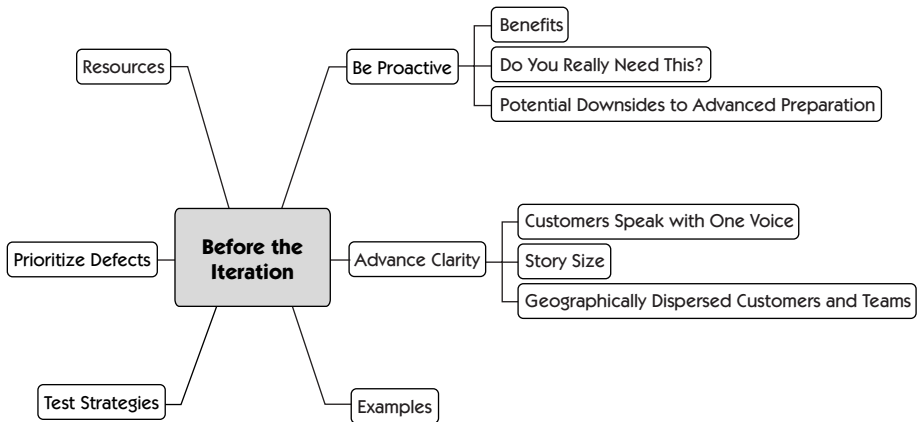 Benefits
Resources
Be Proactive
Do You Really Need This?
Potential Downsides to Advanced Preparation
Customers Speak with One Voice
Before the
Iteration
Prioritize Defects
Advance Clarity
Story Size
Geographically Dispersed Customers and Teams
Test Strategies
Examples